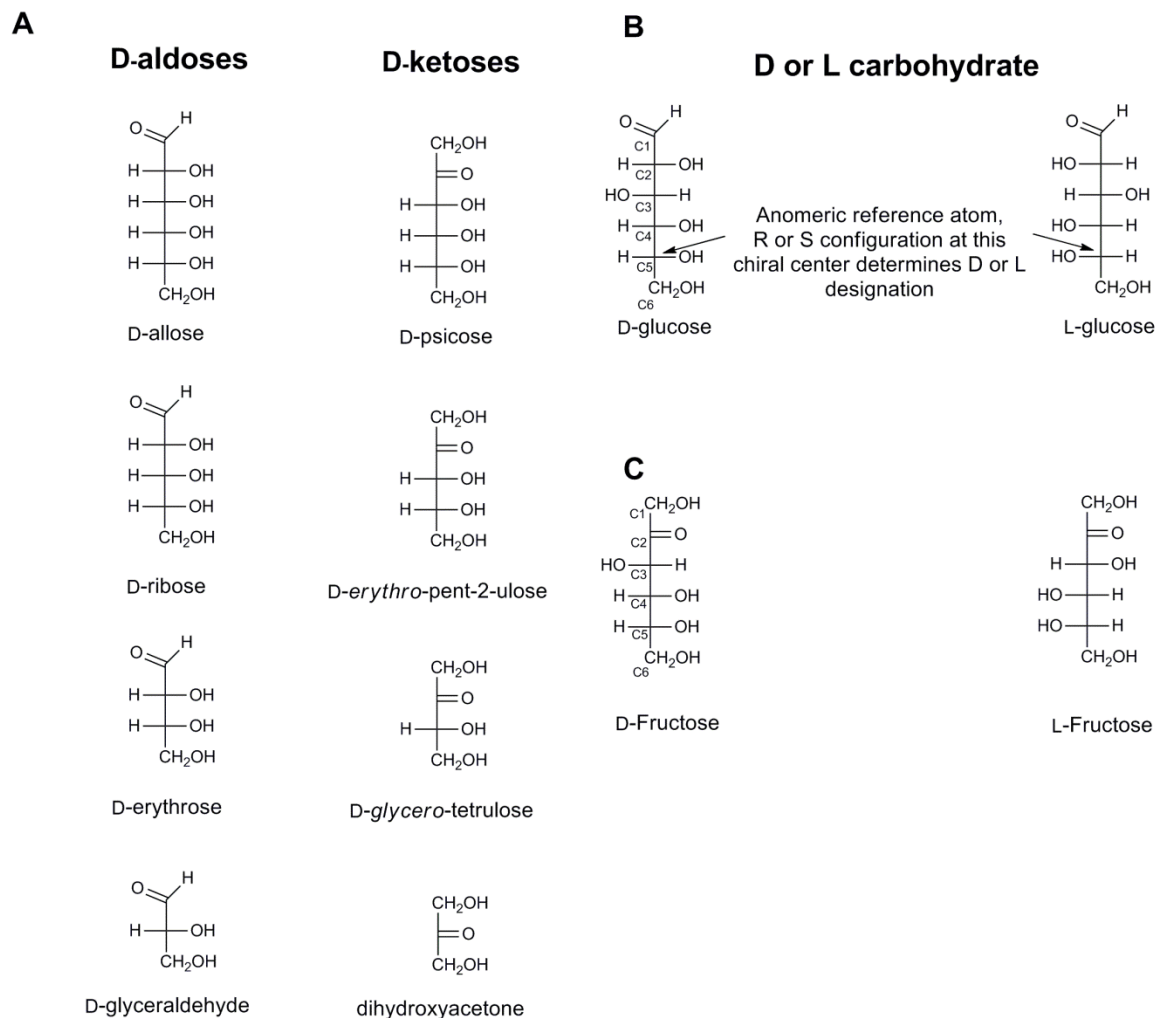 A
D-aldoses
D-ketoses
O H
H OH
H OH
H OH
H OH
CH2OH
D-allose
CH2OH
O
H OH
H OH
H OH
CH2OH
D-psicose
O H
H OH
H OH
H OH
CH2OH
D-ribose
CH2OH
O
H OH
H OH
CH2OH
D-erythro-pent-2-ulose
O H
H OH
H OH
CH2OH
D-erythrose
CH2OH
O
H OH
CH2OH
D-glycero-tetrulose
O H
H OH
CH2OH
D-glyceraldehyde
CH2OH
O
CH2OH
dihydroxyacetone
B
D or L carbohydrate
O H
C1
H OH
C2
HO H
C3
H OH
C4
H OH
C5
CH2OH
C6
D-glucose
Anomeric reference atom,
R or S configuration at this
chiral center determines D or L
designation
O H
HO H
H OH
HO H
HO H
CH2OH
L-glucose
C
CH2OH
C1
O
C2
HO H
C3
H OH
C4
H OH
C5
CH2OH
C6
D-Fructose
CH2OH
O
H OH
HO H
HO H
CH2OH
L-Fructose